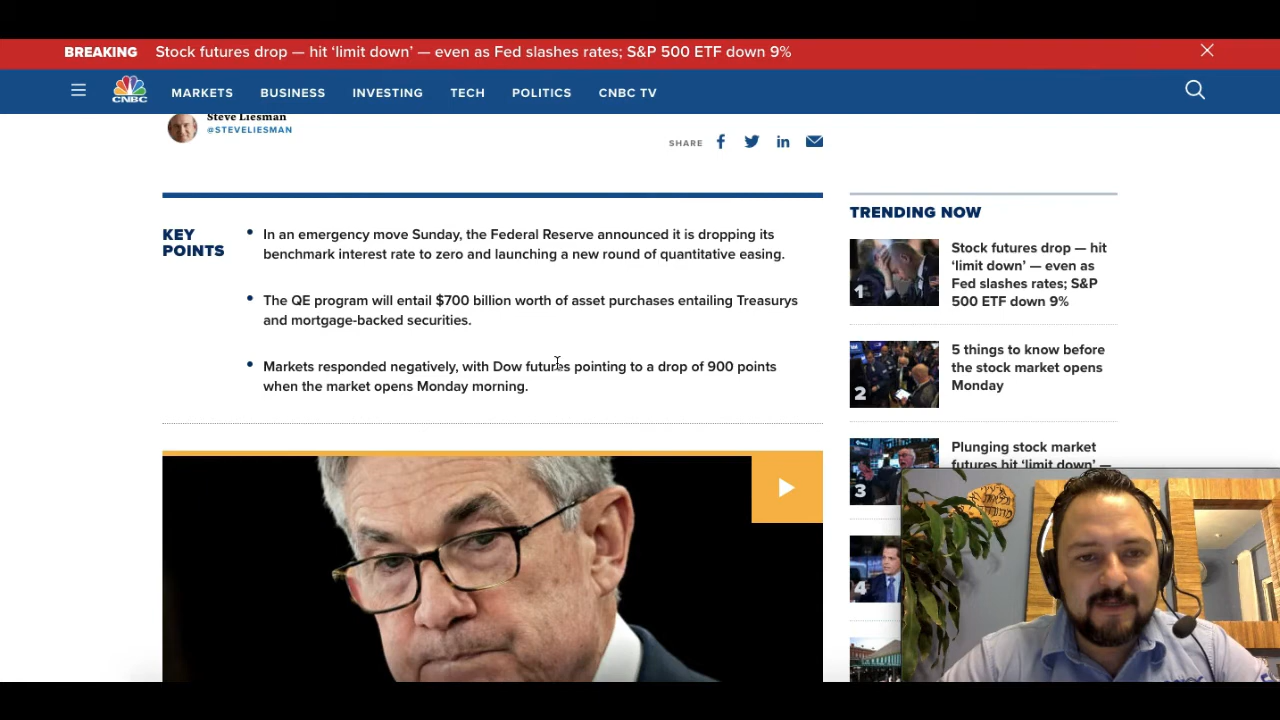 BREAKING Stock futures drop — hit ‘limit down’ — even as Fed slashes rates; S&P 500 ETF down 9%
CNBC MARKETS BUSINESS INVESTING TECH POLITICS CNBC TV
Steve Liesman
@STEVELIESMAN
SHARE
KEY POINTS
In an emergency move Sunday, the Federal Reserve announced it is dropping its
benchmark interest rate to zero and launching a new round of quantitative easing.
The QE program will entail $700 billion worth of asset purchases entailing Treasurys
and mortgage-backed securities.
Markets responded negatively, with Dow futures pointing to a drop of 900 points
when the market opens Monday morning.
TRENDING NOW
1
Stock futures drop — hit
‘limit down’ — even as
Fed slashes rates; S&P
500 ETF down 9%
2
5 things to know before
the stock market opens
Monday
3
Plunging stock market
futures hit ‘limit down’ —
4